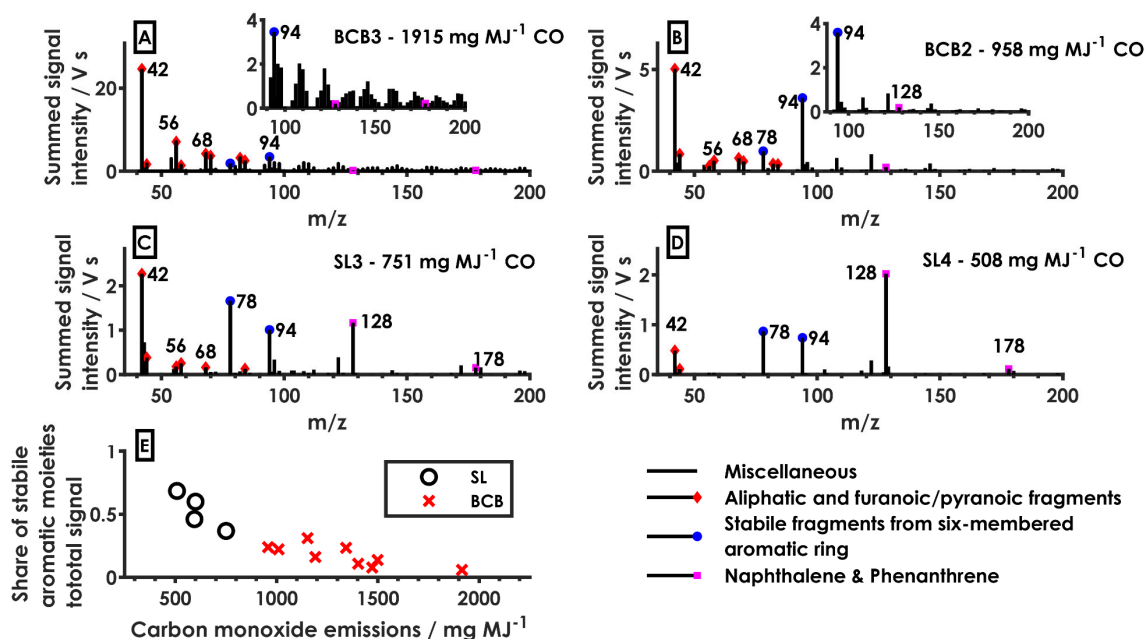 A
BCB3 - 1915 mg MJ-1 CO
Summed signal
intensity / V s
20
0
42
56
68
94
50
100
150
200
m/z
4
2
0
94
100
150
200
B
BCB2 - 958 mg MJ-1 CO
Summed signal
intensity / V s
5
0
42
56
68
78
94
50
100
150
200
m/z
4
2
0
94
128
100
150
200
C
SL3 - 751 mg MJ-1 CO
Summed signal
intensity / V s
2
1
0
42
56
68
78
94
128
178
50
100
150
200
m/z
D
SL4 - 508 mg MJ-1 CO
Summed signal
intensity / V s
2
1
0
42
78
94
128
178
50
100
150
200
m/z
E
Share of stabile
aromatic moieties
tototal signal
1
0.5
0
SL
BCB
500
1000
1500
2000
Carbon monoxide emissions / mg MJ-1
Miscellaneous
Aliphatic and furanoic/pyranoic fragments
Stabile fragments from six-membered
aromatic ring
Naphthalene & Phenanthrene